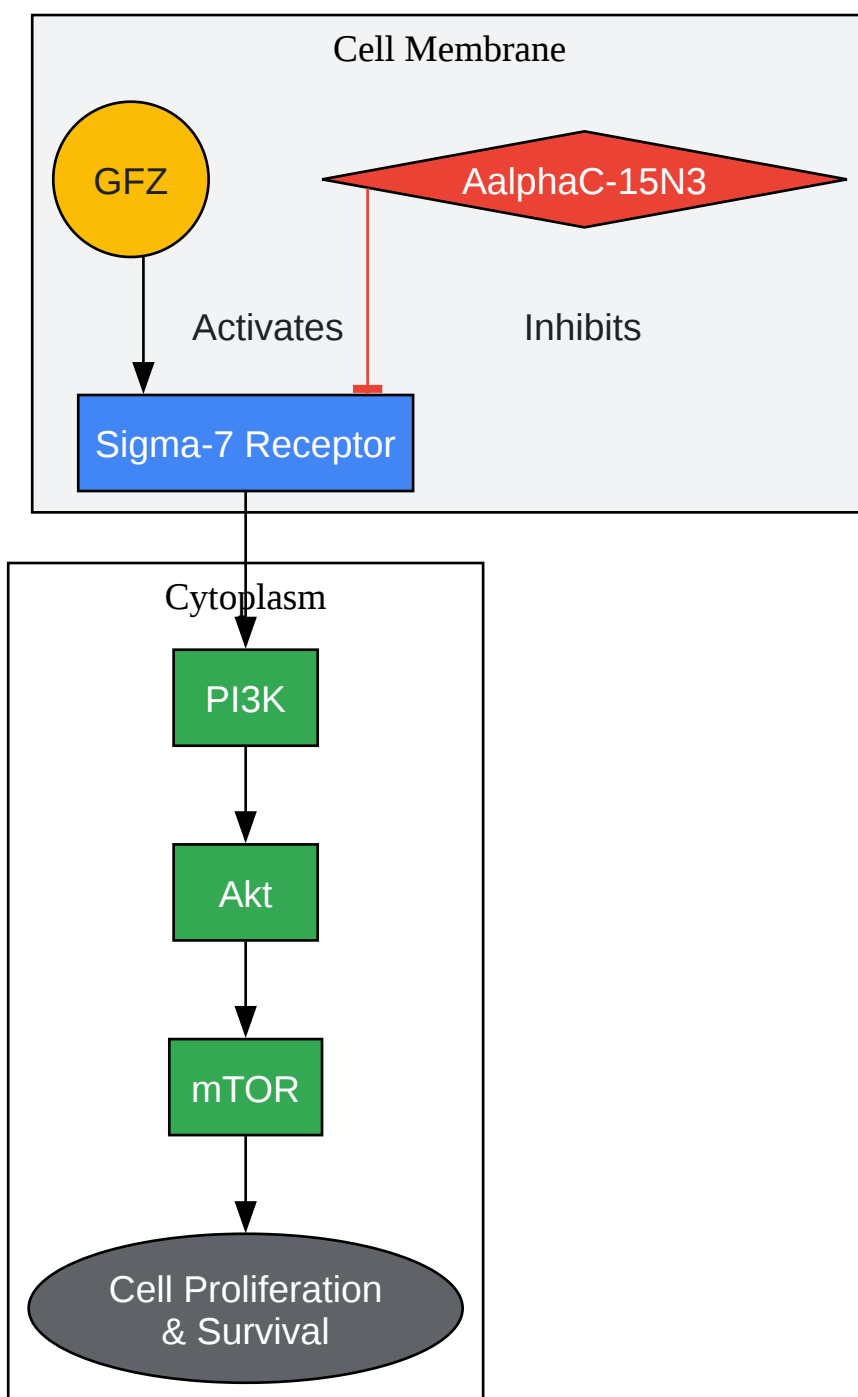 Cell Membrane
GFZ
AalphaC-15N3
Activates
Inhibits
Sigma-7 Receptor
Cytoplasm
PI3K
Akt
mTOR
Cell Proliferation
& Survival